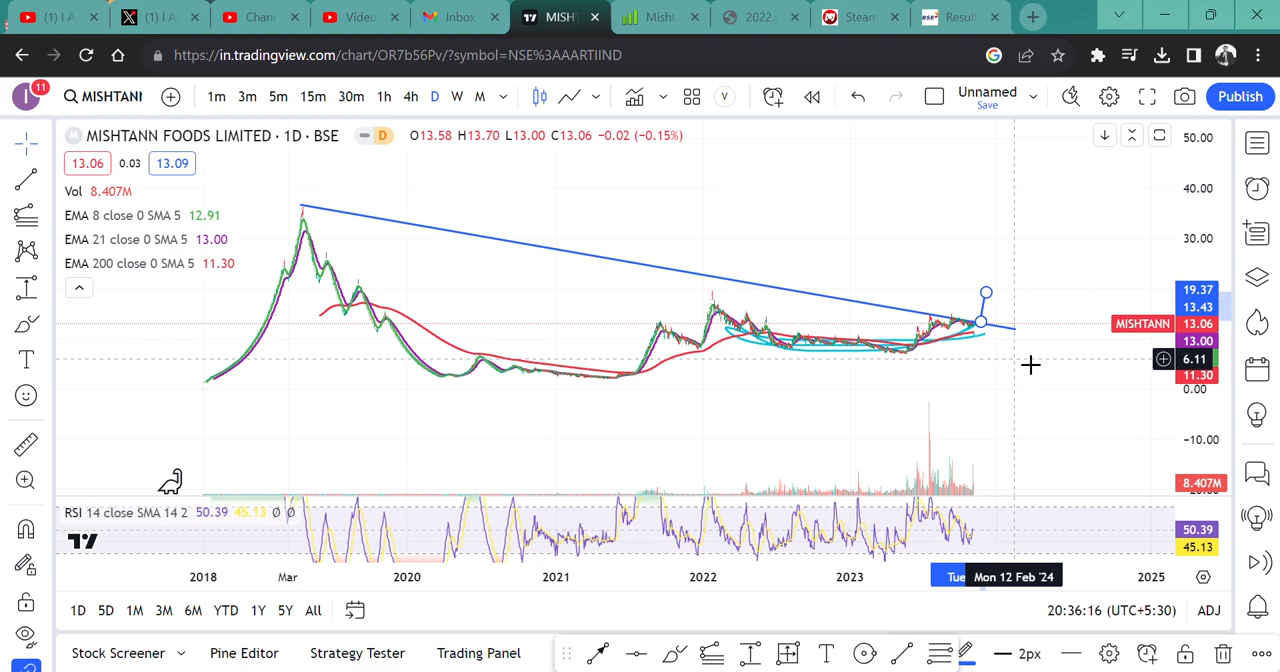 (1) I A
(1) I A
Chann
Video
Inbox
MISH
Misht
2022.
Steam
BSE Resul
https://in.tradingview.com/chart/OR7b56Pv/?symbol=NSE%3AAARTIIND
I 11 MISHTANI 1m 3m 5m 15m 30m 1h 4h D W M V Unnamed Save Publish
M MISHTANN FOODS LIMITED · 1D · BSE D O13.58 H13.70 L13.00 C13.06 −0.02 (−0.15%)
13.06 0.03 13.09
Vol 8.407M
EMA 8 close 0 SMA 5 12.91
EMA 21 close 0 SMA 5 13.00
EMA 200 close 0 SMA 5 11.30
50.00
40.00
30.00
19.37
13.43
MISHTANN 13.06
13.00
6.11
11.30
0.00
−10.00
8.407M
RSI 14 close SMA 14 2 50.39 45.13 Ø Ø
50.39
45.13
2018 Mar 2020 2021 2022 2023 Tue Mon 12 Feb '24 2025
1D 5D 1M 3M 6M YTD 1Y 5Y All 20:36:16 (UTC+5:30) ADJ
Stock Screener Pine Editor Strategy Tester Trading Panel T 2px